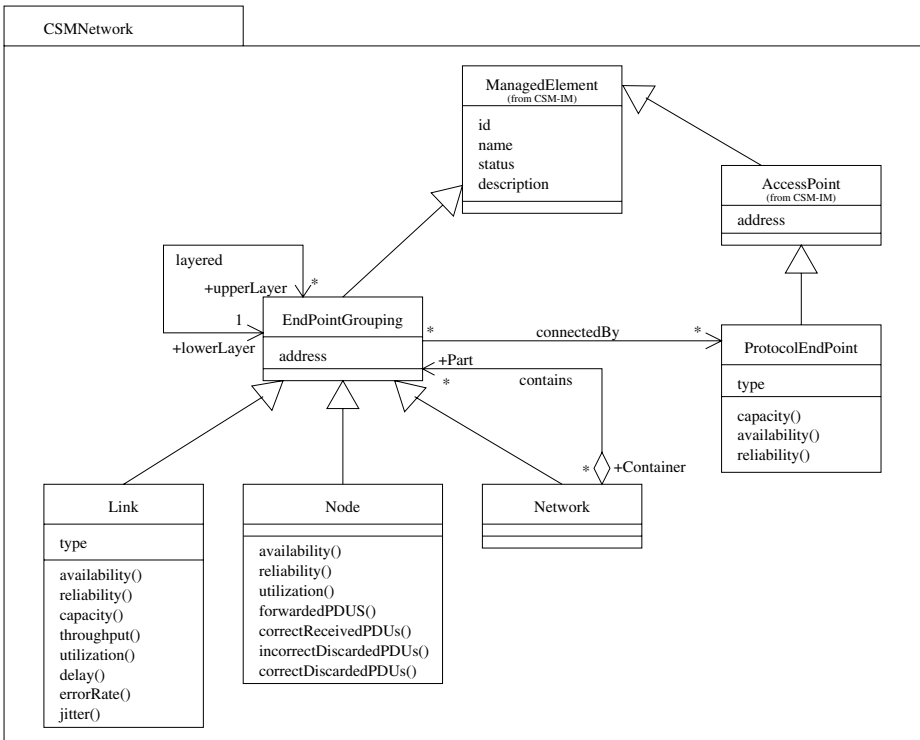 CSMNetwork
ManagedElement
(from CSM-IM)
id
name
status
description
AccessPoint
(from CSM-IM)
address
layered
+upperLayer
*
1
+lowerLayer
EndPointGrouping
address
*
connectedBy
*
ProtocolEndPoint
type
capacity()
availability()
reliability()
+Part
*
contains
*
+Container
Link
type
availability()
reliability()
capacity()
throughput()
utilization()
delay()
errorRate()
jitter()
Node
availability()
reliability()
utilization()
forwardedPDUS()
correctReceivedPDUs()
incorrectDiscardedPDUs()
correctDiscardedPDUs()
Network